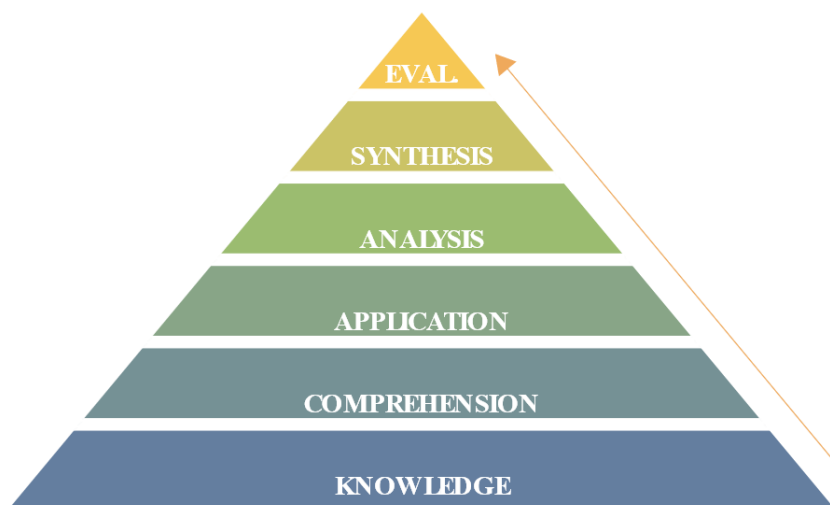 EVAL.
SYNTHESIS
ANALYSIS
APPLICATION
COMPREHENSION
KNOWLEDGE